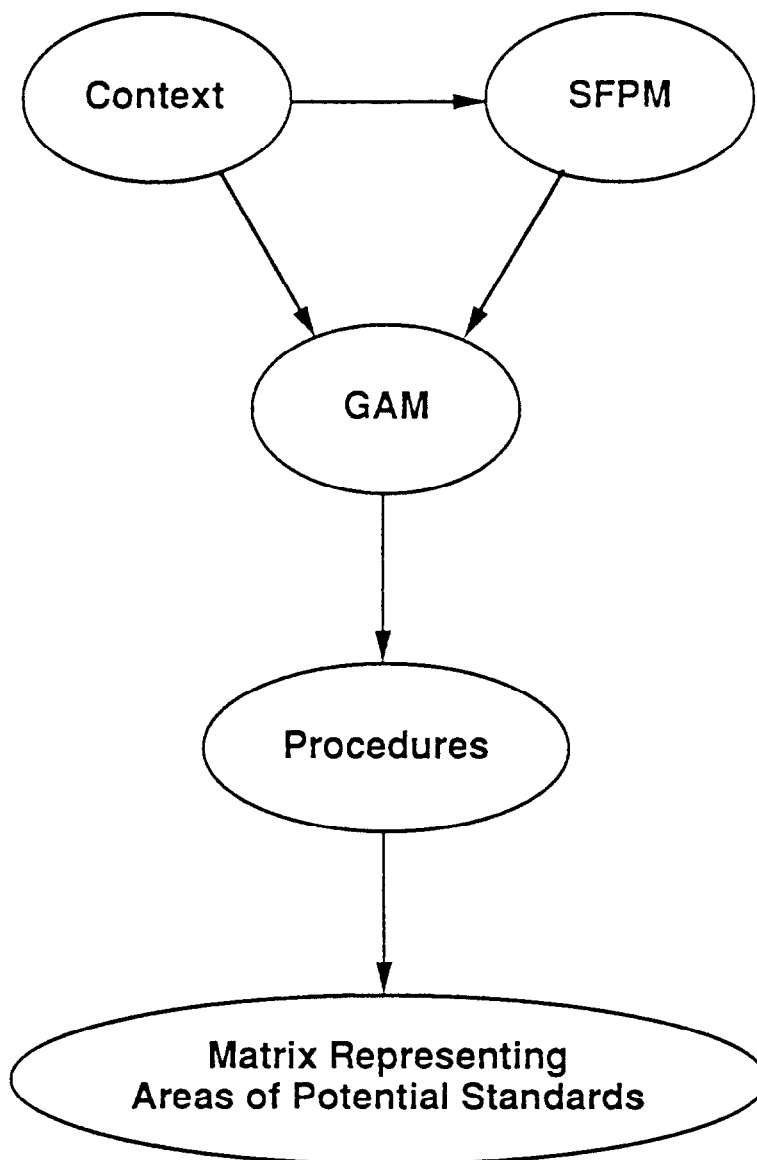 Context
SFPM
GAM
Procedures
Matrix Representing
Areas of Potential Standards